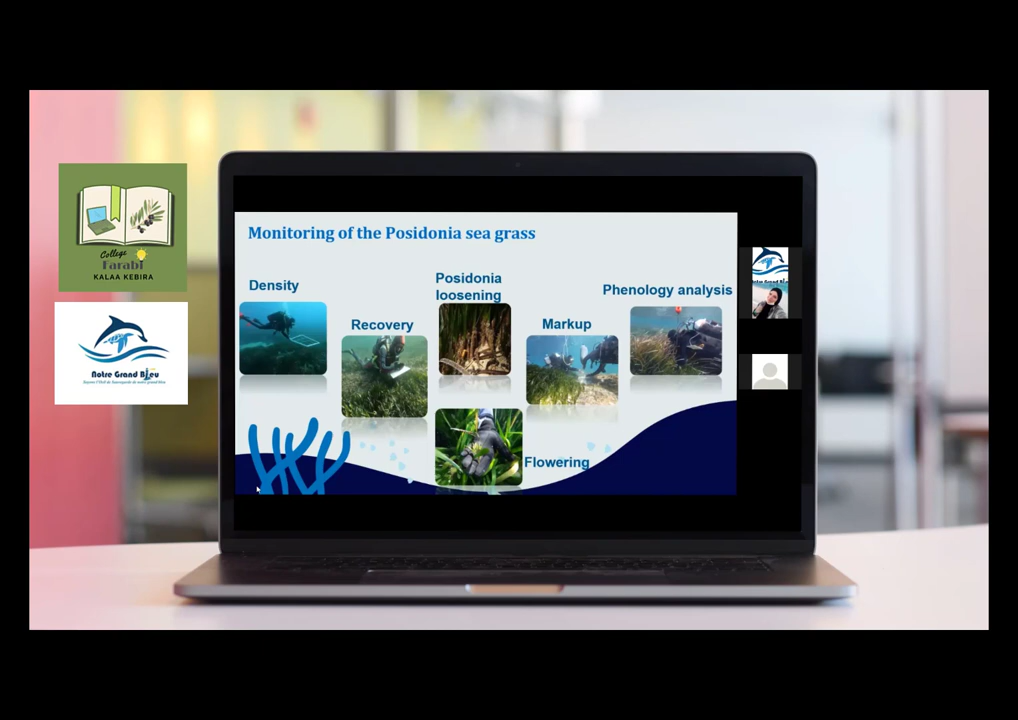 College
Farabi
KALAA KEBIRA
Notre Grand Bleu
Monitoring of the Posidonia sea grass
Density
Recovery
Posidonia
loosening
Markup
Phenology analysis
Flowering